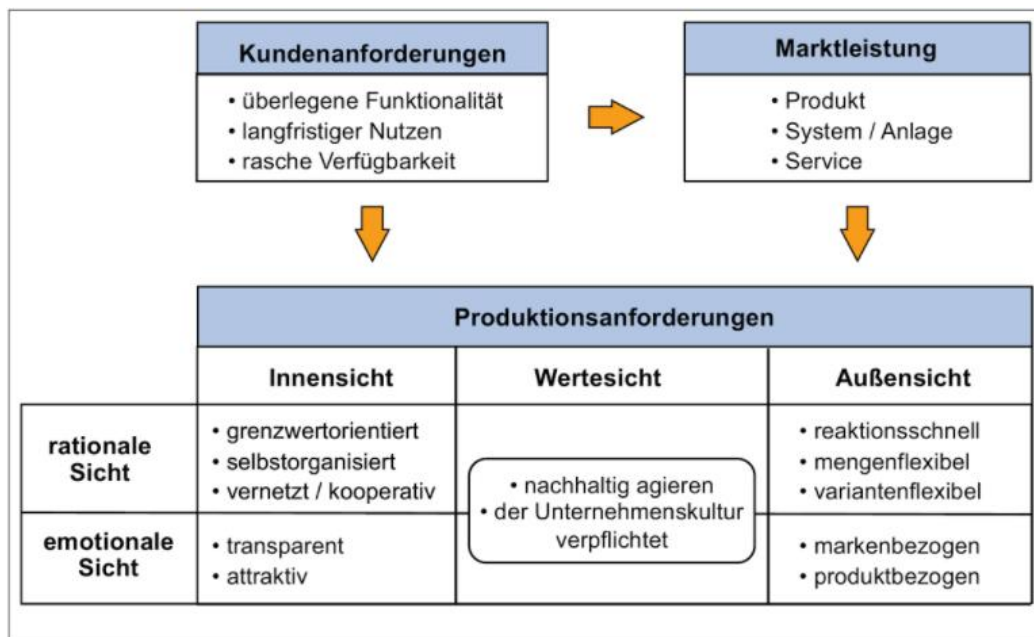 Kundenanforderungen
• überlegene Funktionalität
• langfristiger Nutzen
• rasche Verfügbarkeit
Marktleistung
• Produkt
• System / Anlage
• Service
Produktionsanforderungen
Innensicht
Wertesicht
Außensicht
rationale
Sicht
• grenzwertorientiert
• selbstorganisiert
• vernetzt / kooperativ
• nachhaltig agieren
• der Unternehmenskultur
verpflichtet
• reaktionsschnell
• mengenflexibel
• variantenflexibel
emotionale
Sicht
• transparent
• attraktiv
• markenbezogen
• produktbezogen